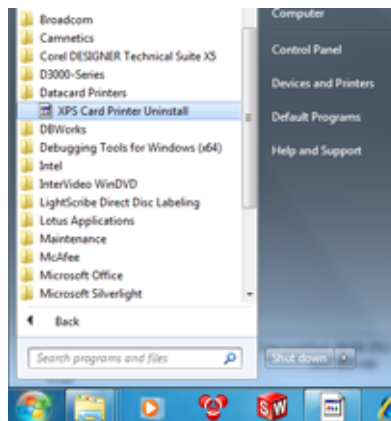 Broadcom
Camnetics
Corel DESIGNER Technical Suite X5
D3000-Series
Datacard Printers
XPS Card Printer Uninstall
DBWorks
Debugging Tools for Windows (x64)
Intel
InterVideo WinDVD
LightScribe Direct Disc Labeling
Lotus Applications
Maintenance
McAfee
Microsoft Office
Microsoft Silverlight
Back
Search programs and files
Computer
Control Panel
Devices and Printers
Default Programs
Help and Support
Shut down
SW